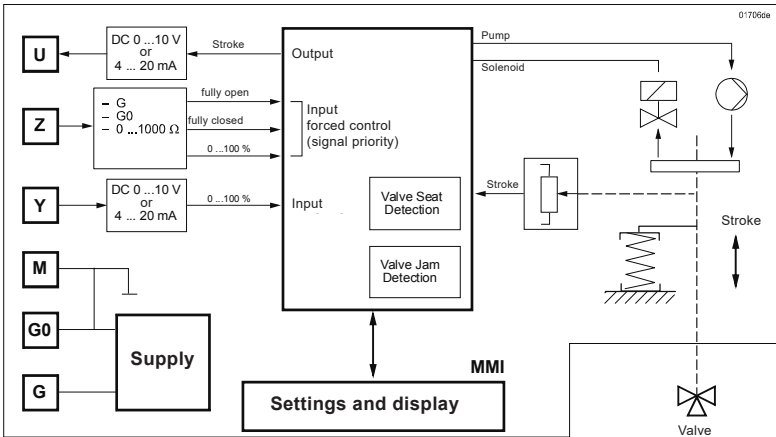 01706de
U
DC 0 ...10 V
or
4 ... 20 mA
Stroke
Output
Pump
Solenoid
Z
– G
– G0
– 0 ...1000 Ω
fully open
fully closed
0 ...100 %
Input
forced control
(signal priority)
Y
DC 0 ...10 V
or
4 ... 20 mA
0 ...100 %
Input
Valve Seat
Detection
Valve Jam
Detection
Stroke
Stroke
M
G0
G
Supply
MMI
Settings and display
Valve